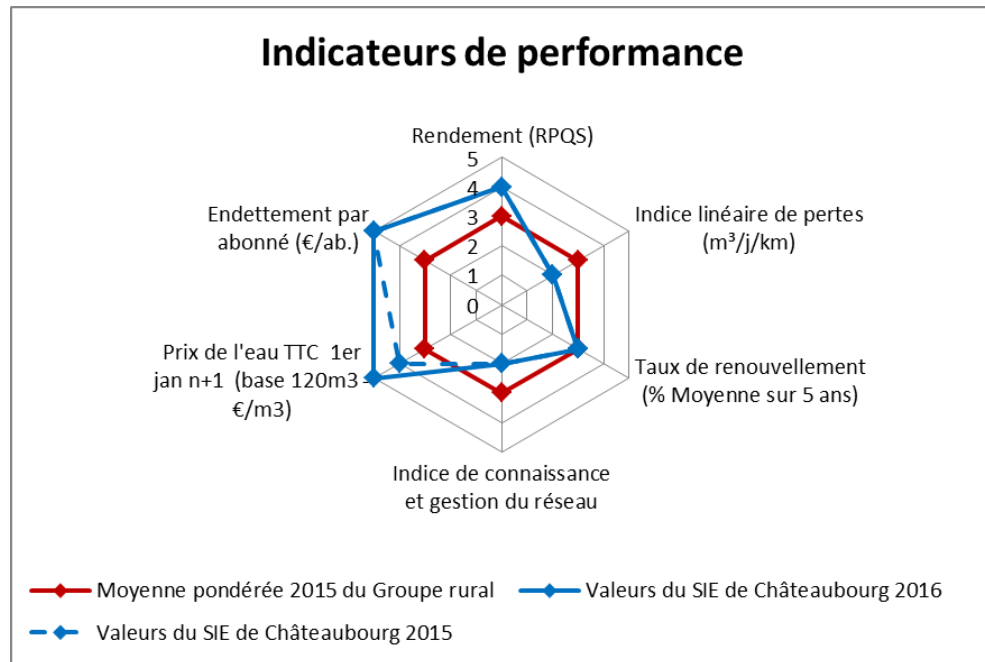 Indicateurs de performance
Rendement (RPQS)
5
4
3
2
1
0
Indice linéaire de pertes
(m³/j/km)
Taux de renouvellement
(% Moyenne sur 5 ans)
Indice de connaissance
et gestion du réseau
Prix de l'eau TTC 1er
jan n+1 (base 120m3
€/m3)
Endettement par
abonné (€/ab.)
Moyenne pondérée 2015 du Groupe rural
Valeurs du SIE de Châteaubourg 2016
Valeurs du SIE de Châteaubourg 2015